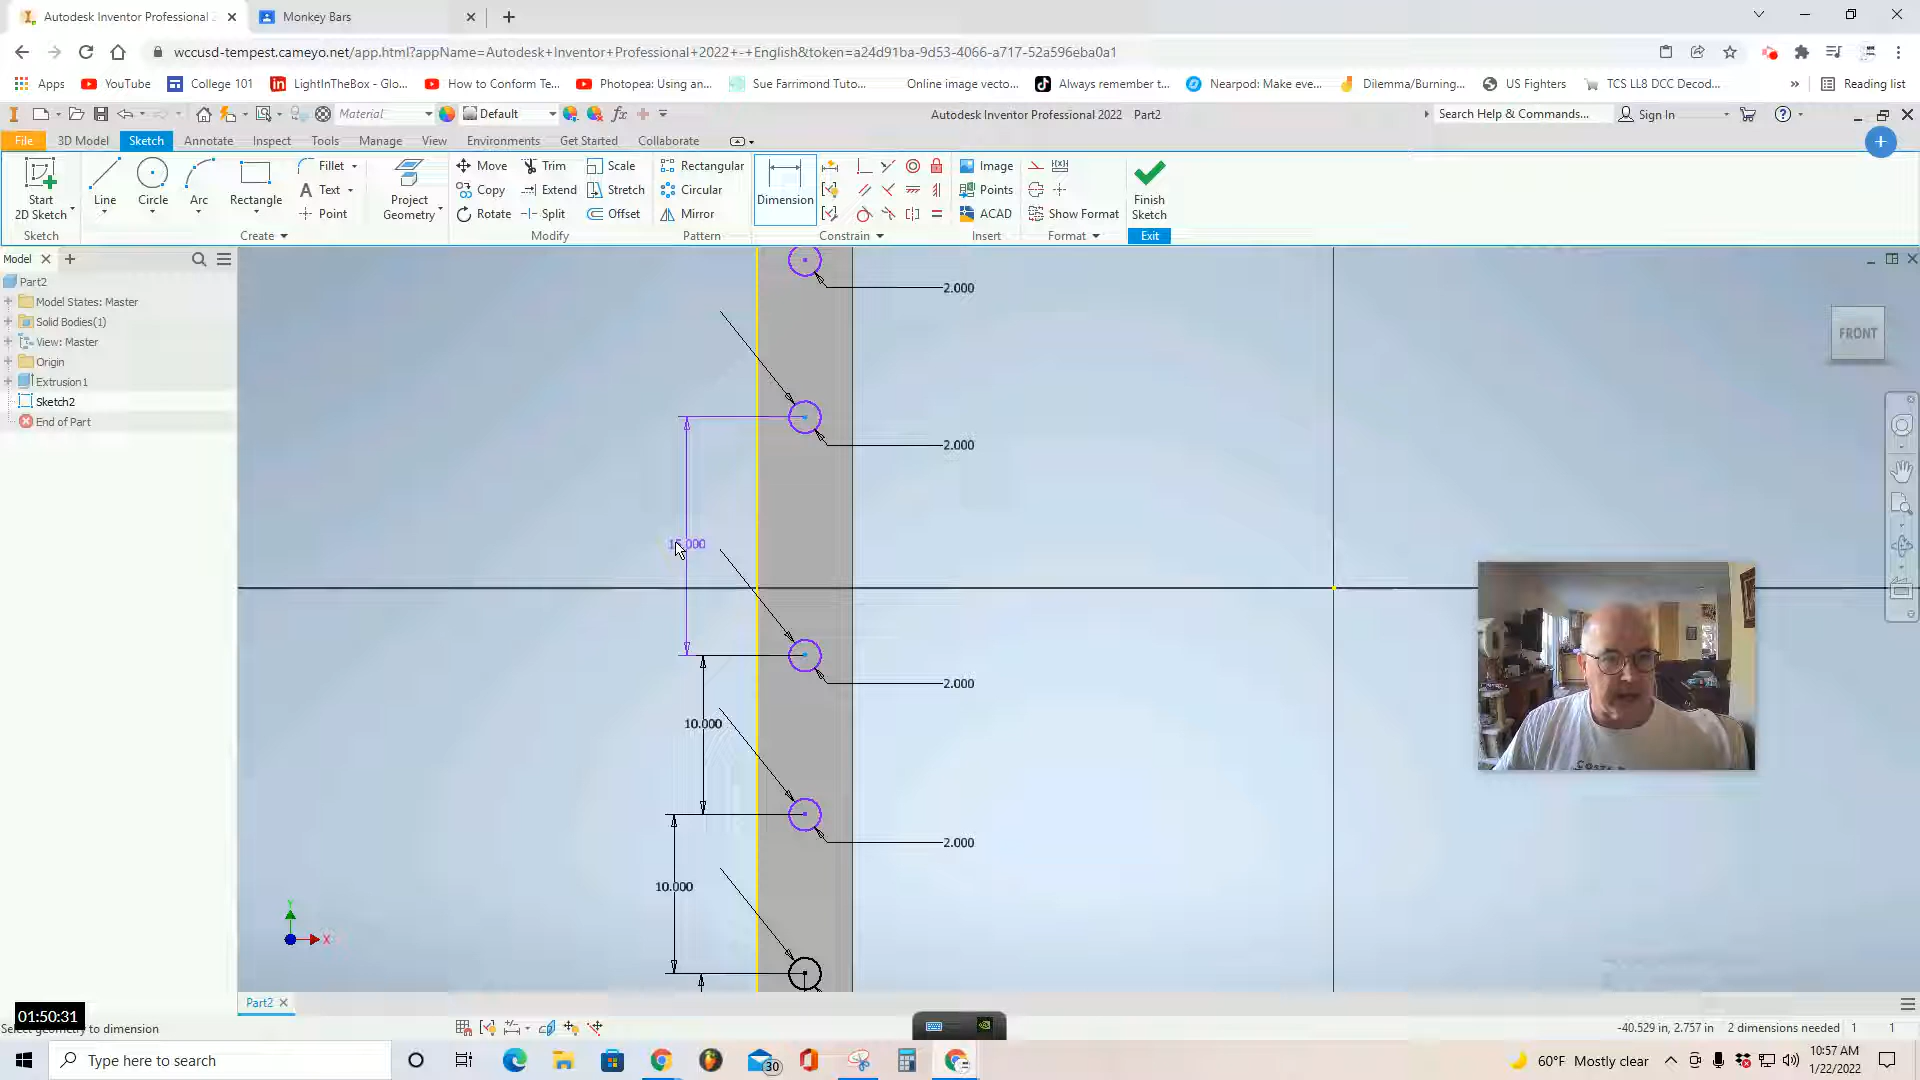 Autodesk Inventor Professional 2
Monkey Bars
wccusd-tempest.cameyo.net/app.html?appName=Autodesk+Inventor+Professional+2022+-+English&token=a24d91ba-9d53-4066-a717-52a596eba0a1
Apps YouTube College 101 LightInTheBox - Glo... How to Conform Te... Photopea: Using an... Sue Farrimond Tuto... Online image vecto... Always remember t... Nearpod: Make eve... Dilemma/Burning... US Fighters TCS LL8 DCC Decod... » Reading list
Material Default fx Autodesk Inventor Professional 2022 Part2 Search Help & Commands... Sign In
File 3D Model Sketch Annotate Inspect Tools Manage View Environments Get Started Collaborate
Fillet Move Trim Scale Rectangular Image
Start 2D Sketch Line Circle Arc Rectangle Text Project Geometry Copy Extend Stretch Circular Dimension Points Finish Sketch
Point Rotate Split Offset Mirror ACAD Show Format
Sketch Create Modify Pattern Constrain Insert Format Exit
Model
Part2
Model States: Master
Solid Bodies(1)
View: Master
Origin
Extrusion1
Sketch2
End of Part
2.000
FRONT
2.000
2.000
10.000
2.000
10.000
Y
X
Part2
01:50:31
Select geometry to dimension
-40.529 in, 2.757 in 2 dimensions needed 1 1
Type here to search
30
60°F Mostly clear
10:57 AM
1/22/2022